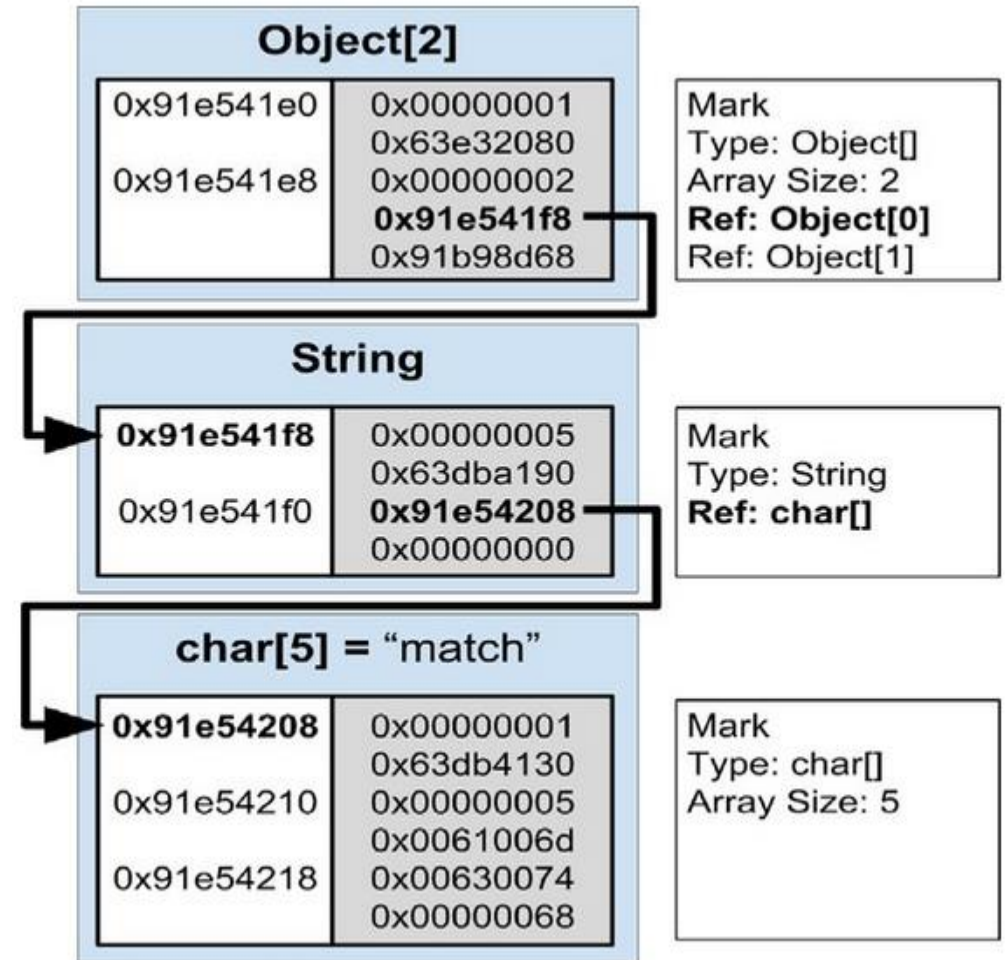 Object[2]
0x91e541e0 0x00000001 Mark
0x63e32080 Type: Object[]
0x91e541e8 0x00000002 Array Size: 2
0x91e541f8 Ref: Object[0]
0x91b98d68 Ref: Object[1]
String
0x91e541f8 0x00000005 Mark
0x63dba190 Type: String
0x91e541f0 0x91e54208 Ref: char[]
0x00000000
char[5] = “match”
0x91e54208 0x00000001 Mark
0x63db4130 Type: char[]
0x91e54210 0x00000005 Array Size: 5
0x0061006d
0x91e54218 0x00630074
0x00000068